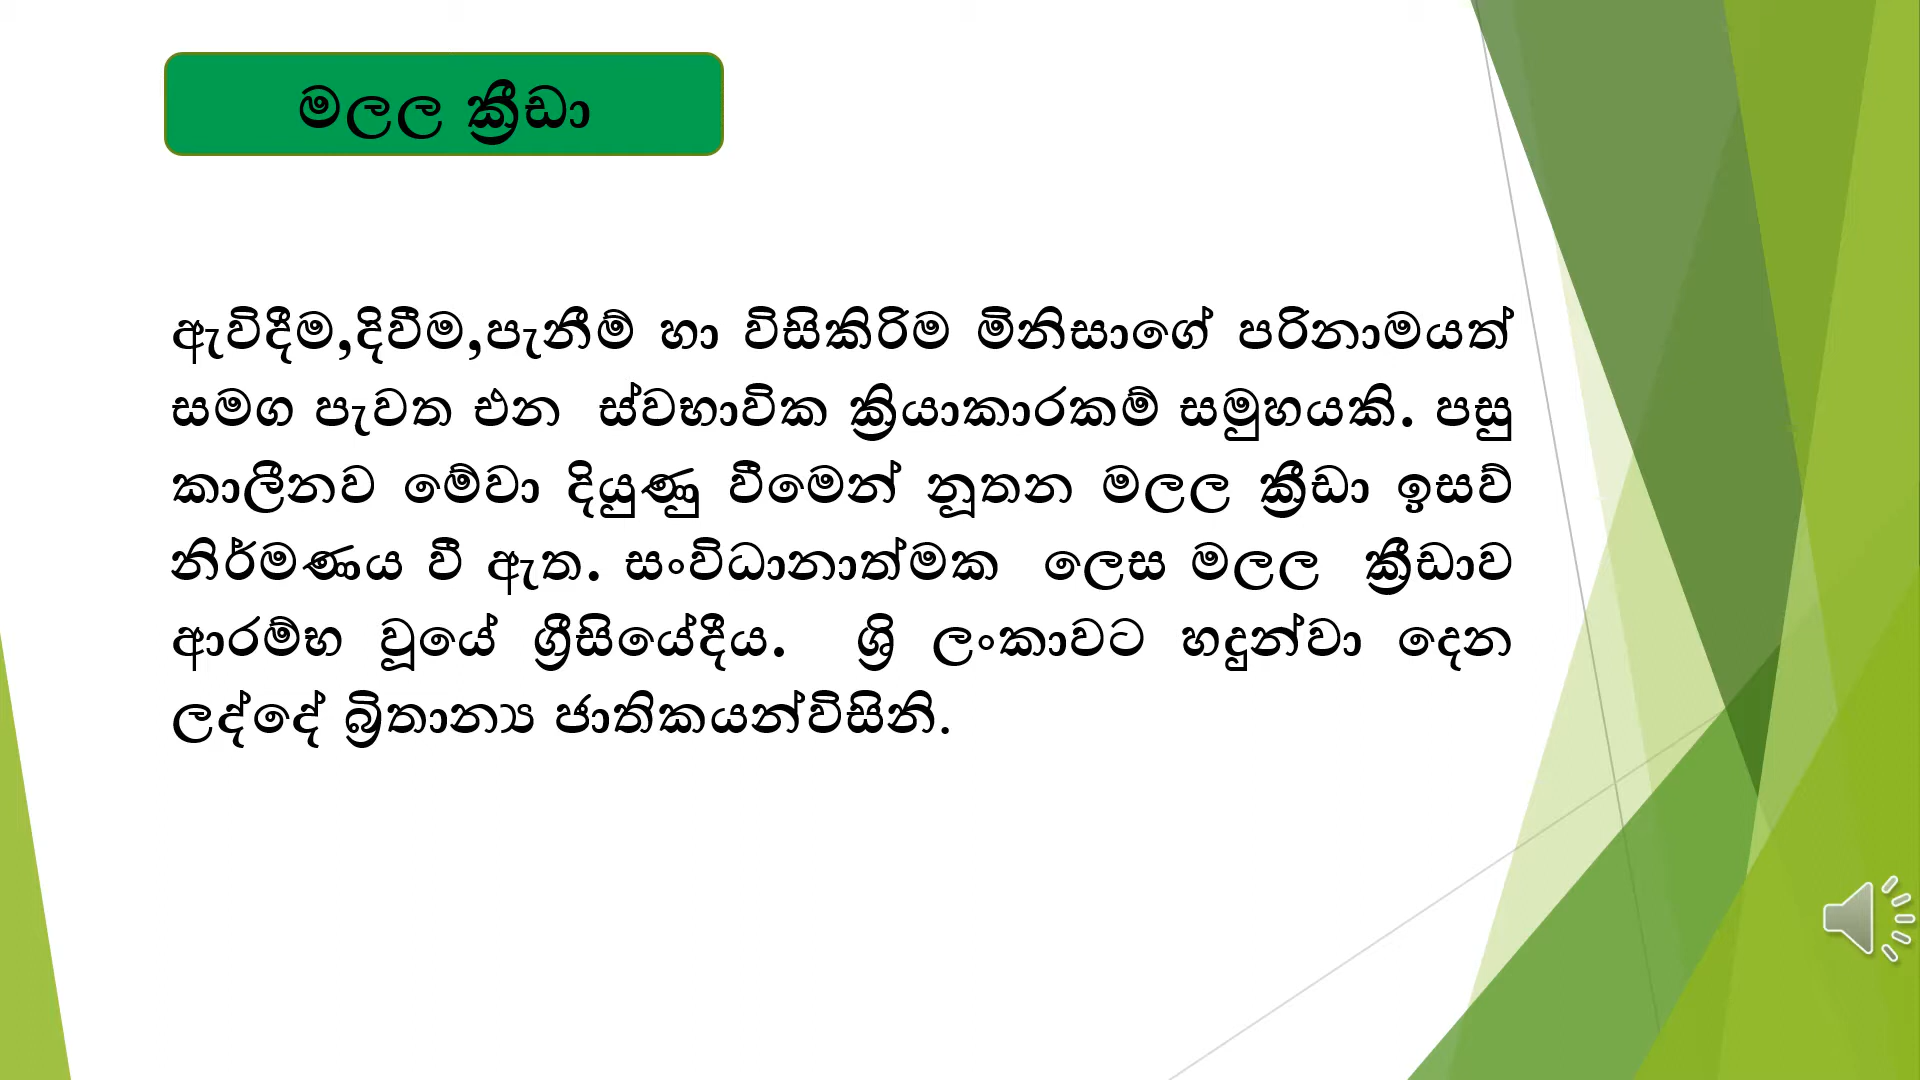 මලල ක්‍රීඩා
ඇවිදීම,දිවීම,පැනීම් හා විසිකිරිම මිනිසාගේ පරිනාමයත්
සමග පැවත එන ස්වභාවික ක්‍රියාකාරකම් සමුහයකි. පසු
කාලීනව මේවා දියුණු වීමෙන් නූතන මලල ක්‍රීඩා ඉසව්
නිර්මණය වී ඇත. සංවිධානාත්මක ලෙස මලල ක්‍රීඩාව
ආරම්භ වූයේ ග්‍රීසියේදීය. ශ්‍රි ලංකාවට හදුන්වා දෙන
ලද්දේ බ්‍රිතාන්‍ය ජාතිකයන්විසිනි.